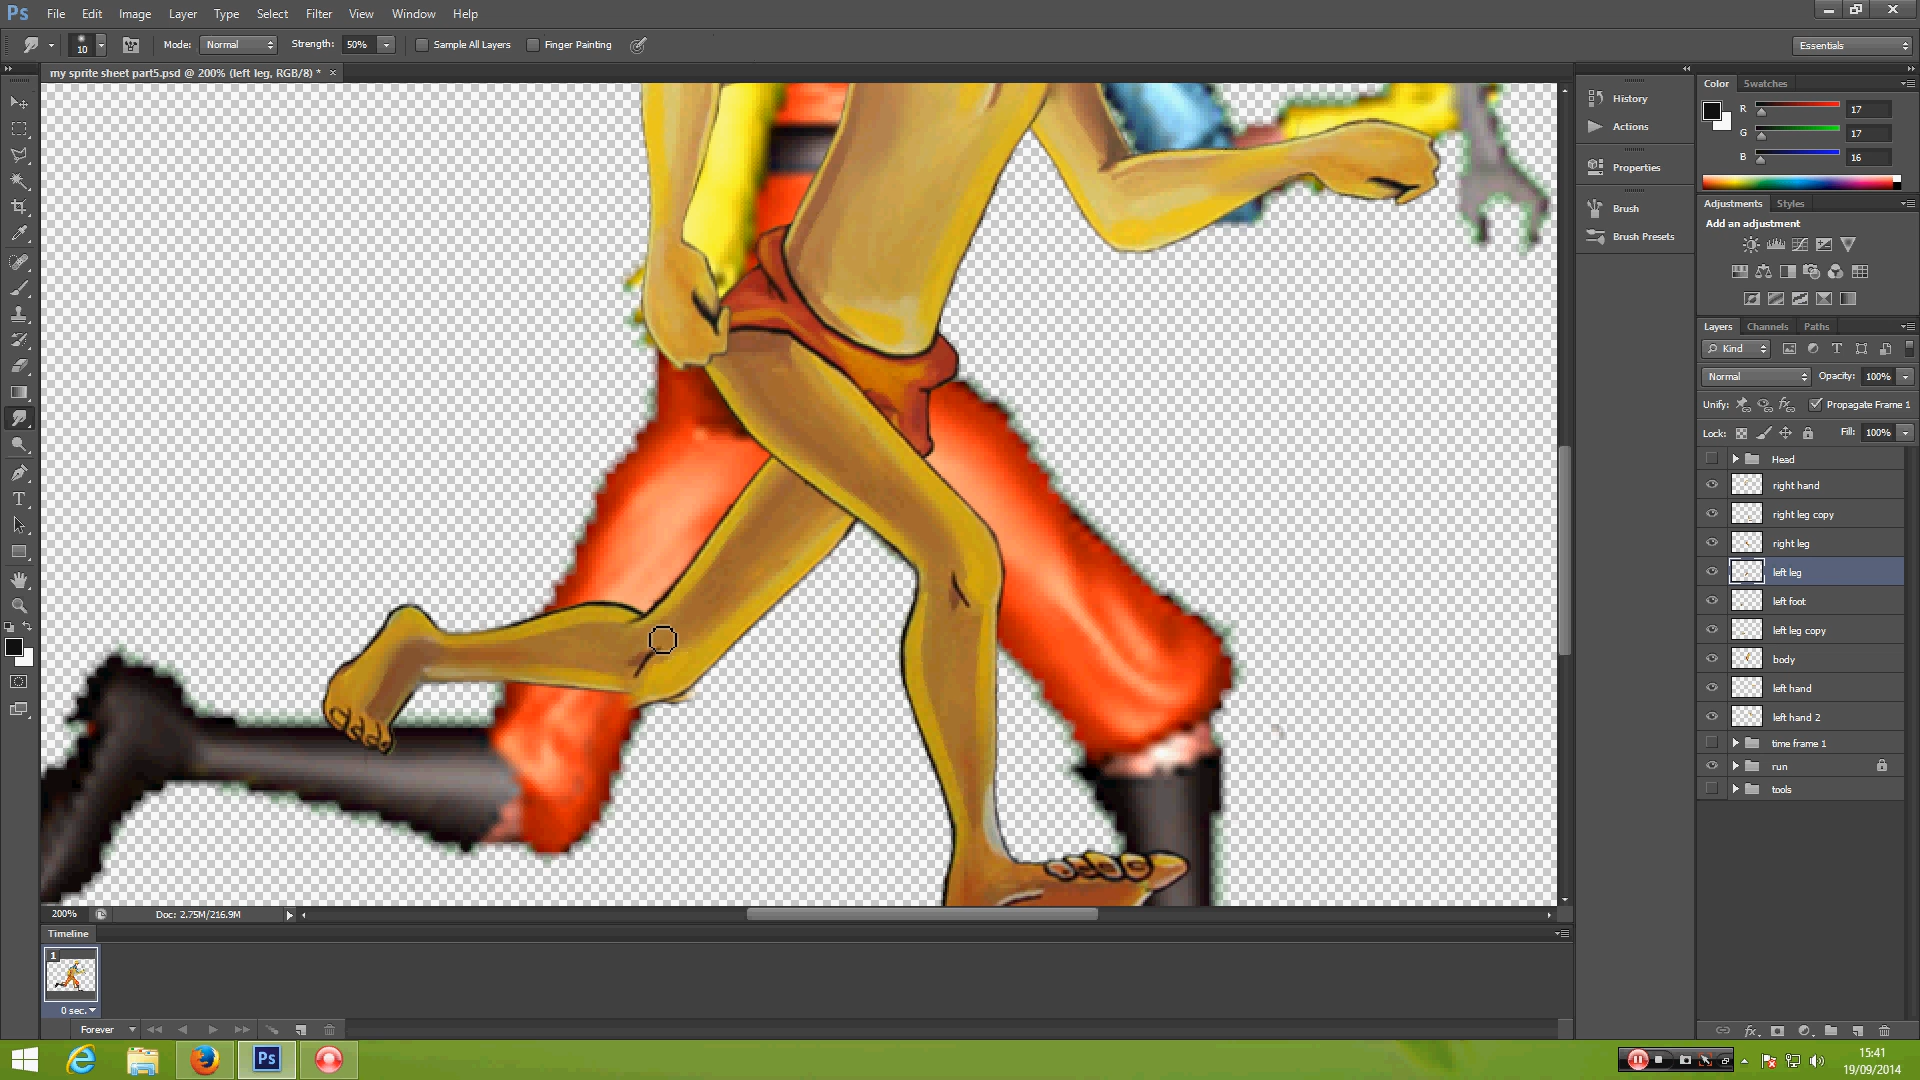 Ps File Edit Image Layer Type Select Filter View Window Help
10 Mode: Normal Strength: 50% Sample All Layers Finger Painting Essentials
my sprite sheet part5.psd @ 200% (left leg, RGB/8) * ×
History
Actions
Properties
Brush
Brush Presets
Color Swatches
R 17
G 17
B 16
Adjustments Styles
Add an adjustment
Layers Channels Paths
Kind
Normal Opacity: 100%
Unify: Propagate Frame 1
Lock: Fill: 100%
Head
right hand
right leg copy
right leg
left leg
left foot
left leg copy
body
left hand
left hand 2
time frame 1
run
tools
200% Doc: 2.75M/216.9M
Timeline
1
0 sec.
Forever
Ps
15:41
19/09/2014